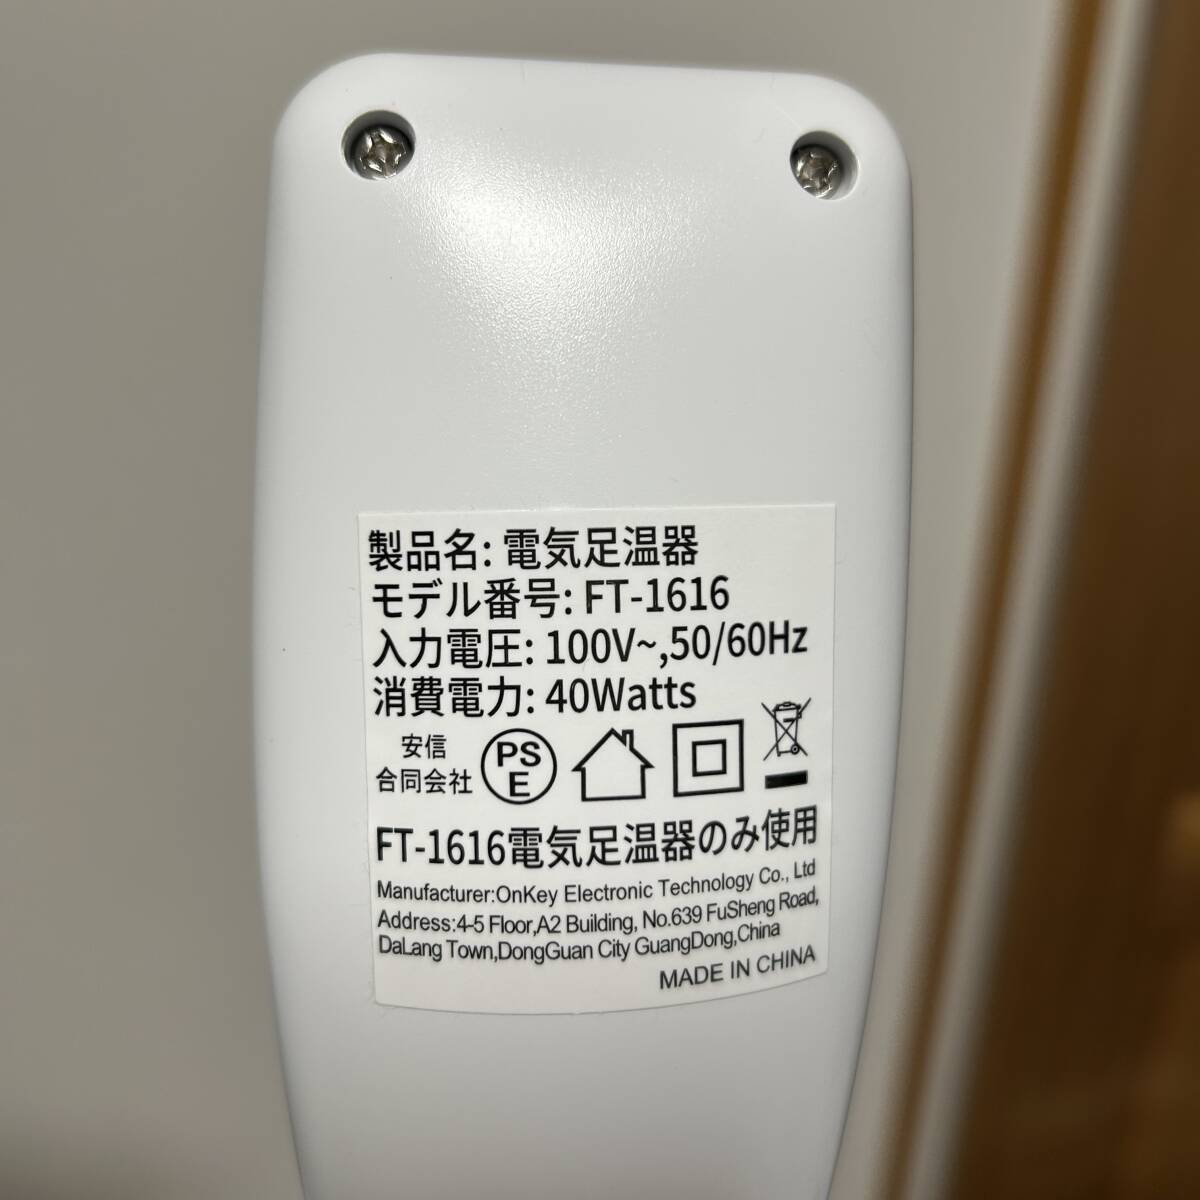 製品名: 電気足温器
モデル番号: FT-1616
入力電圧: 100V~,50/60Hz
消費電力: 40Watts
安信
合同会社
PS
E
FT-1616電気足温器のみ使用
Manufacturer:OnKey Electronic Technology Co., Ltd
Address:4-5 Floor,A2 Building, No.639 FuSheng Road,
DaLang Town,DongGuan City GuangDong,China
MADE IN CHINA